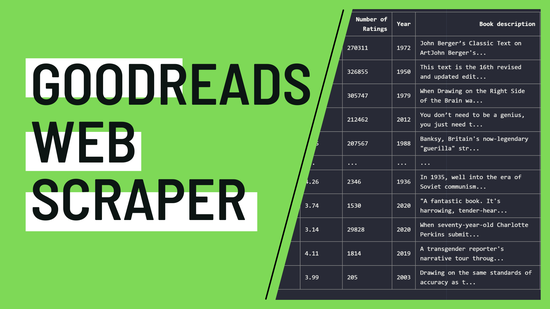 GOODREADS
WEB
SCRAPER
Number of
Ratings
Year
Book description
270311
1972
John Berger's Classic Text on
ArtJohn Berger's...
326855
1950
This text is the 16th revised
and updated edit...
305747
1979
When Drawing on the Right Side
of the Brain wa...
212462
2012
You don't need to be a genius,
you just need t...
207567
1988
Banksy, Britain's now-legendary
"guerilla" str...
...
...
...
.26
2346
1936
In 1935, well into the era of
Soviet communism...
3.74
1530
2020
"A fantastic book. It's
harrowing, tender-hear...
3.14
29828
2020
When seventy-year-old Charlotte
Perkins submit...
4.11
1814
2019
A transgender reporter's
narrative tour throug...
3.99
205
2003
Drawing on the same standards of
accuracy as t...